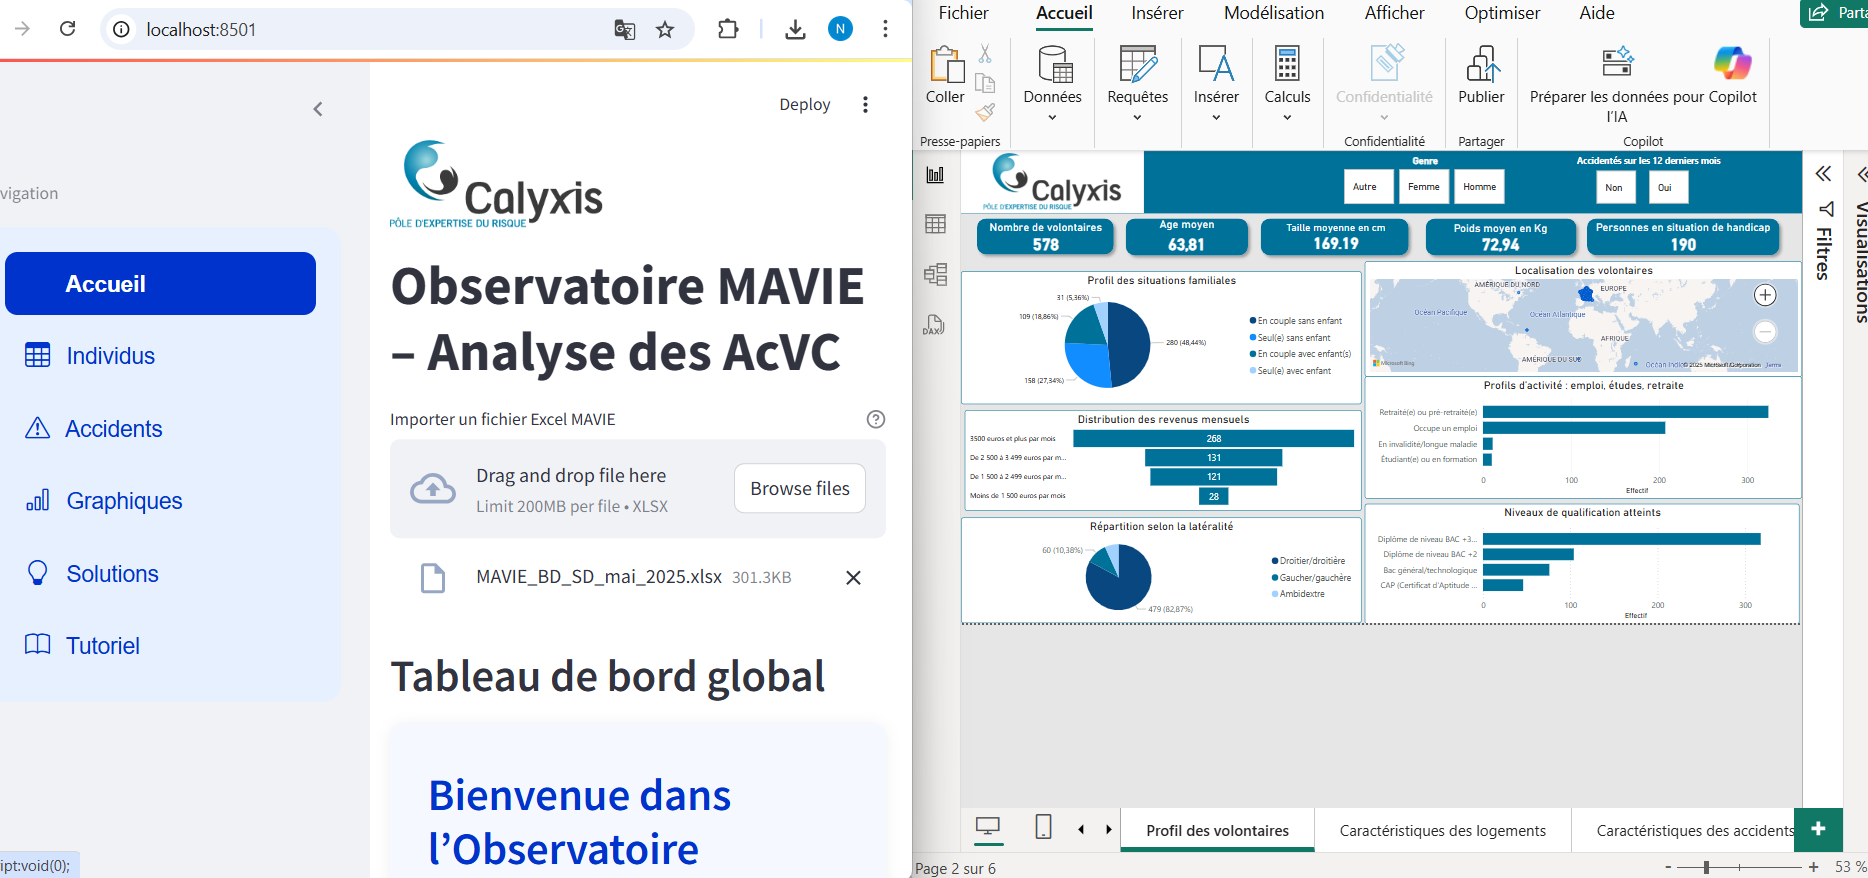 localhost:8501
N
Deploy
Calyxis
PÔLE D'EXPERTISE DU RISQUE
vigation
Accueil
Individus
Accidents
Graphiques
Solutions
Tutoriel
Observatoire MAVIE
– Analyse des AcVC
Importer un fichier Excel MAVIE
Drag and drop file here
Limit 200MB per file • XLSX
Browse files
MAVIE_BD_SD_mai_2025.xlsx 301.3KB
Tableau de bord global
Bienvenue dans
l’Observatoire
ipt:void(0);
Fichier Accueil Insérer Modélisation Afficher Optimiser Aide
Parta
Coller
Données
Requêtes
Insérer
Calculs
Confidentialité
Publier
Préparer les données pour
l’IA
Copilot
Presse-papiers
Confidentialité
Partager
Copilot
DAX
Calyxis
PÔLE D'EXPERTISE DU RISQUE
Genre
Autre Femme Homme
Accidentés sur les 12 derniers mois
Non Oui
Nombre de volontaires
578
Age moyen
63,81
Taille moyenne en cm
169.19
Poids moyen en Kg
72,94
Personnes en situation de handicap
190
Profil des situations familiales
31 (5,36%)
109 (18,86%)
280 (48,44%)
158 (27,34%)
En couple sans enfant
Seul(e) sans enfant
En couple avec enfant(s)
Seul(e) avec enfant
Localisation des volontaires
AMÉRIQUE DU NORD
EUROPE
Océan Pacifique
Océan Atlantique
AFRIQUE
AMÉRIQUE DU SUD
Microsoft Bing
© 2025 Microsoft Corporation Terms
Distribution des revenus mensuels
3500 euros et plus par mois 268
De 2 500 à 3 499 euros par m... 131
De 1 500 à 2 499 euros par m... 121
Moins de 1 500 euros par mois 28
Profils d'activité : emploi, études, retraite
Retraité(e) ou pré-retraité(e)
Occupe un emploi
En invalidité/longue maladie
Étudiant(e) ou en formation
0 100 200 300
Effectif
Répartition selon la latéralité
60 (10,38%)
479 (82,87%)
Droitier/droitière
Gaucher/gauchère
Ambidextre
Niveaux de qualification atteints
Diplôme de niveau BAC +3...
Diplôme de niveau BAC +2
Bac général/technologique
CAP (Certificat d'Aptitude ...
0 100 200 300
Effectif
Filtres
Visualisations
Profil des volontaires
Caractéristiques des logements
Caractéristiques des accidents
Page 2 sur 6
53 %